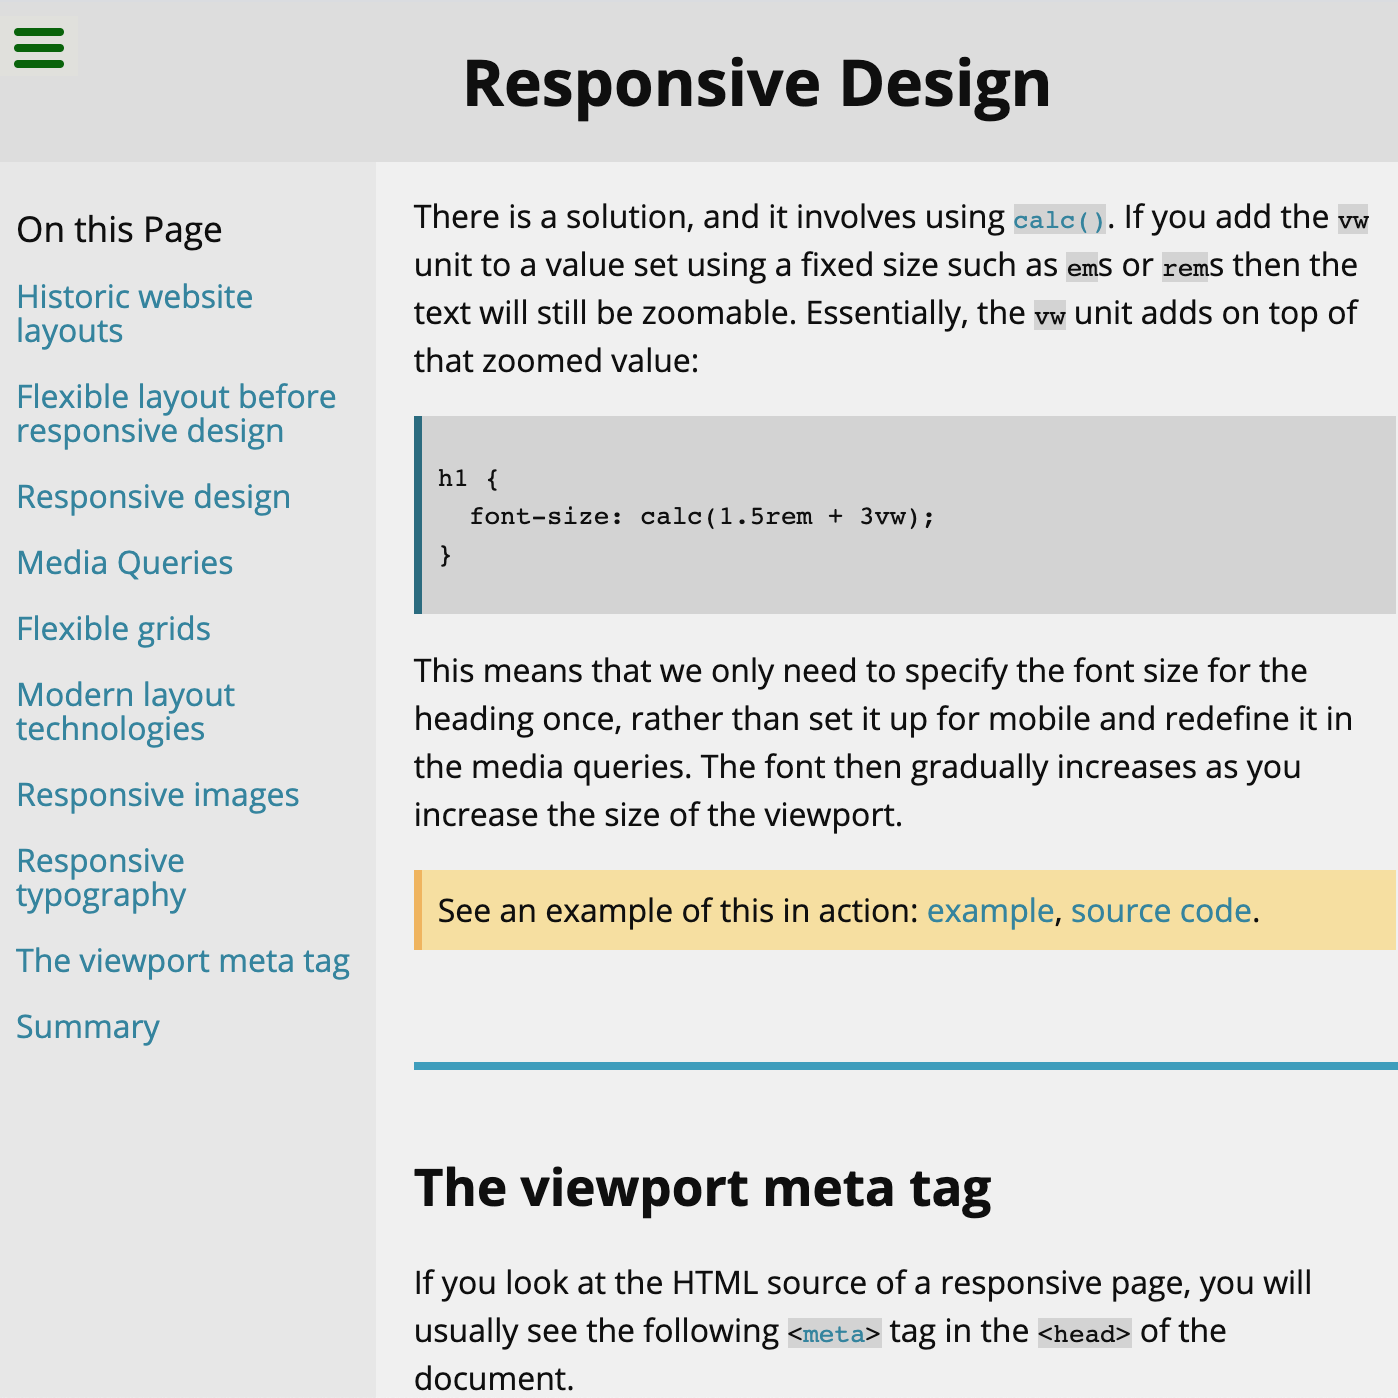 Responsive Design
On this Page
Historic website
layouts
Flexible layout before
responsive design
Responsive design
Media Queries
Flexible grids
Modern layout
technologies
Responsive images
Responsive
typography
The viewport meta tag
Summary
There is a solution, and it involves using calc(). If you add the vw
unit to a value set using a fixed size such as ems or rems then the
text will still be zoomable. Essentially, the vw unit adds on top of
that zoomed value:
h1 {
  font-size: calc(1.5rem + 3vw);
}
This means that we only need to specify the font size for the
heading once, rather than set it up for mobile and redefine it in
the media queries. The font then gradually increases as you
increase the size of the viewport.
See an example of this in action: example, source code.
The viewport meta tag
If you look at the HTML source of a responsive page, you will
usually see the following <meta> tag in the <head> of the
document.